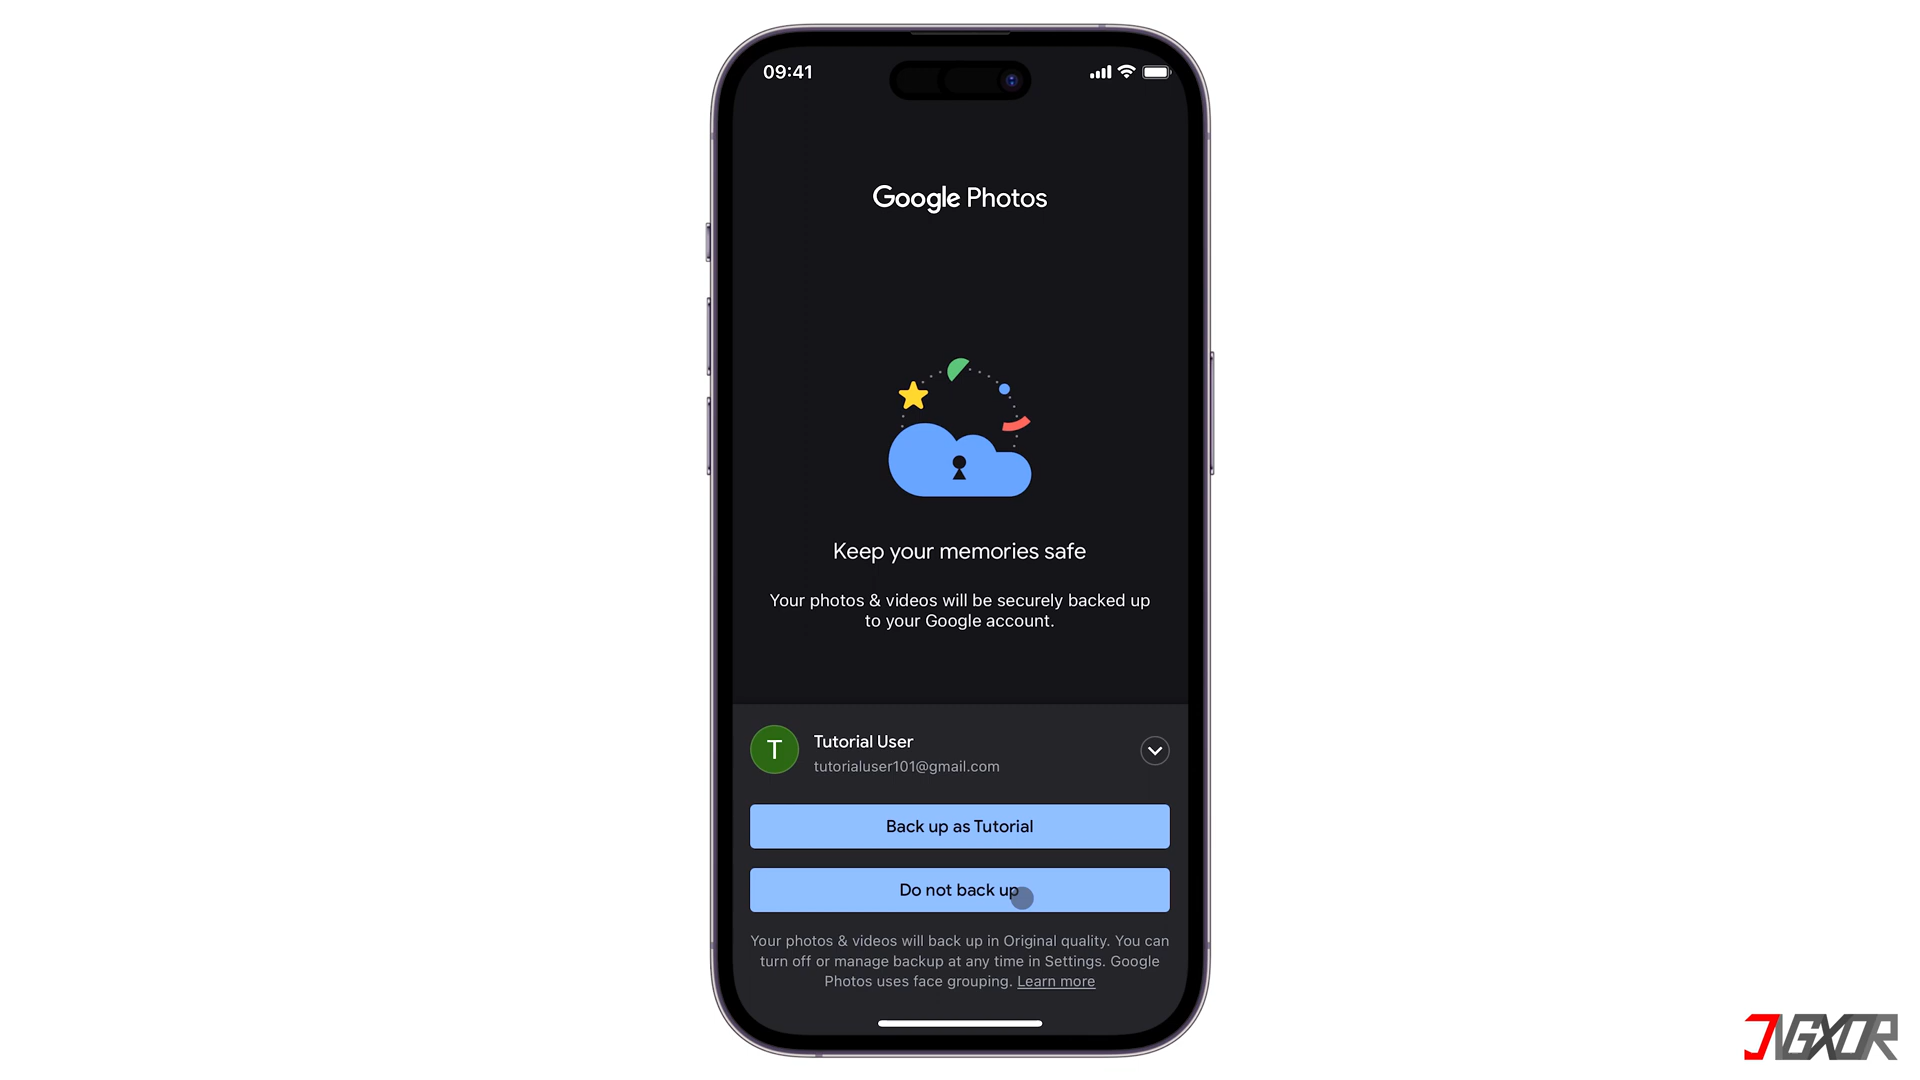 09:41
Google Photos
Keep your memories safe
Your photos & videos will be securely backed up
to your Google account.
T
Tutorial User
tutorialuser101@gmail.com
Back up as Tutorial
Do not back up
Your photos & videos will back up in Original quality. You can
turn off or manage backup at any time in Settings. Google
Photos uses face grouping. Learn more
JVGXOR